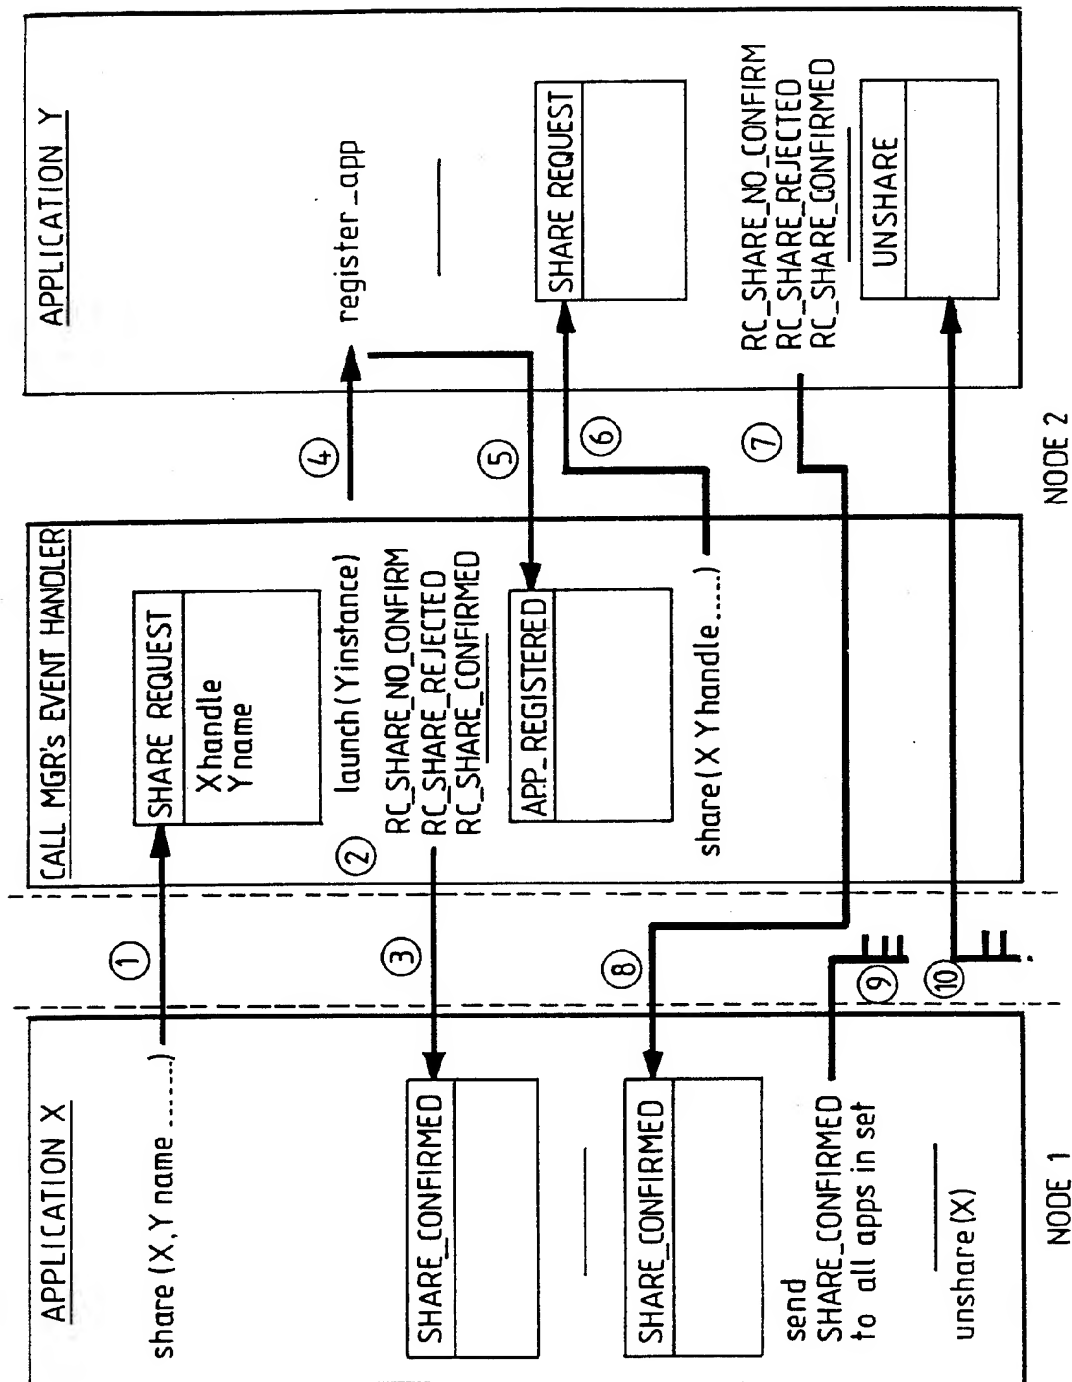 APPLICATION X
share (X,Y name .......)
SHARE_CONFIRMED
SHARE_CONFIRMED
send
SHARE_CONFIRMED
to all apps in set
unshare (X)
NODE 1
1
3
8
9
10
CALL MGR's EVENT HANDLER
SHARE REQUEST
X handle
Y name
2
launch (Y instance)
RC_SHARE_NO_CONFIRM
RC_SHARE_REJECTED
RC_SHARE_CONFIRMED
APP_REGISTERED
share (X Y handle .....)
4
5
6
7
NODE 2
APPLICATION Y
register_app
SHARE REQUEST
RC_SHARE_NO_CONFIRM
RC_SHARE_REJECTED
RC_SHARE_CONFIRMED
UNSHARE